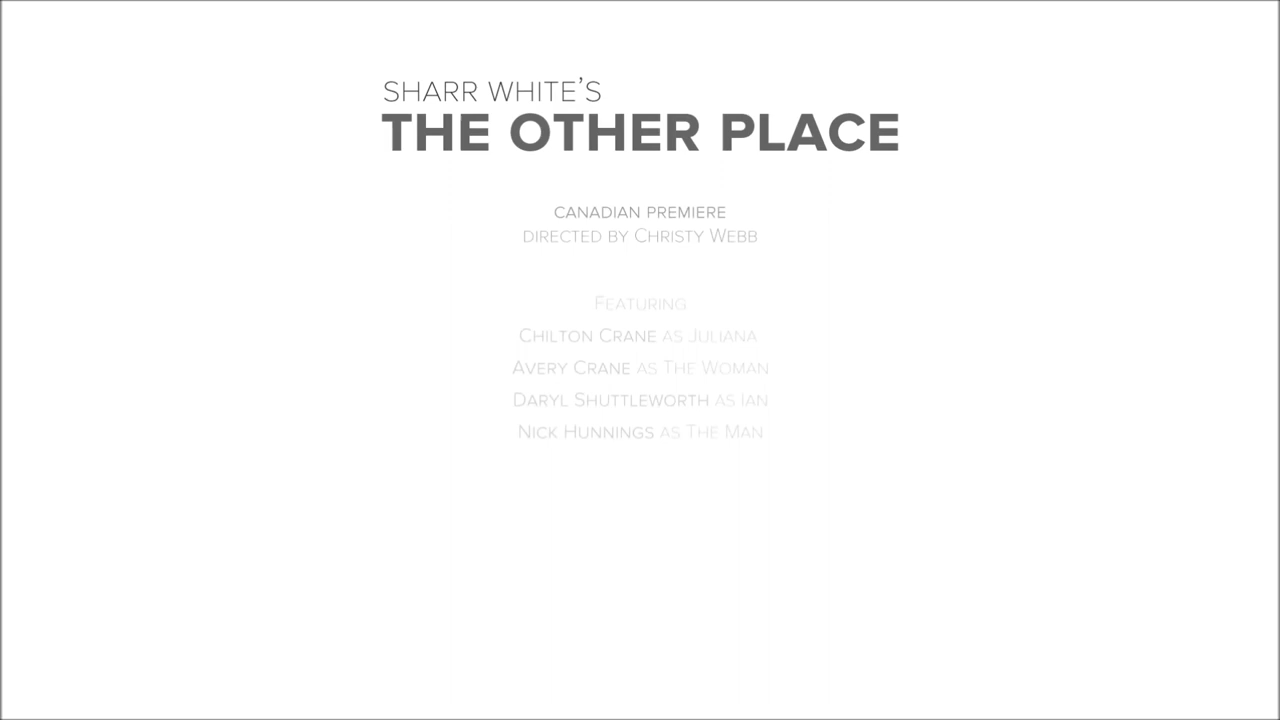 SHARR WHITE'S
THE OTHER PLACE
CANADIAN PREMIERE
DIRECTED BY CHRISTY WEBB
FEATURING
CHILTON CRANE AS JULIANA
AVERY CRANE AS THE WOMAN
DARYL SHUTTLEWORTH AS IAN
NICK HUNNINGS AS THE MAN